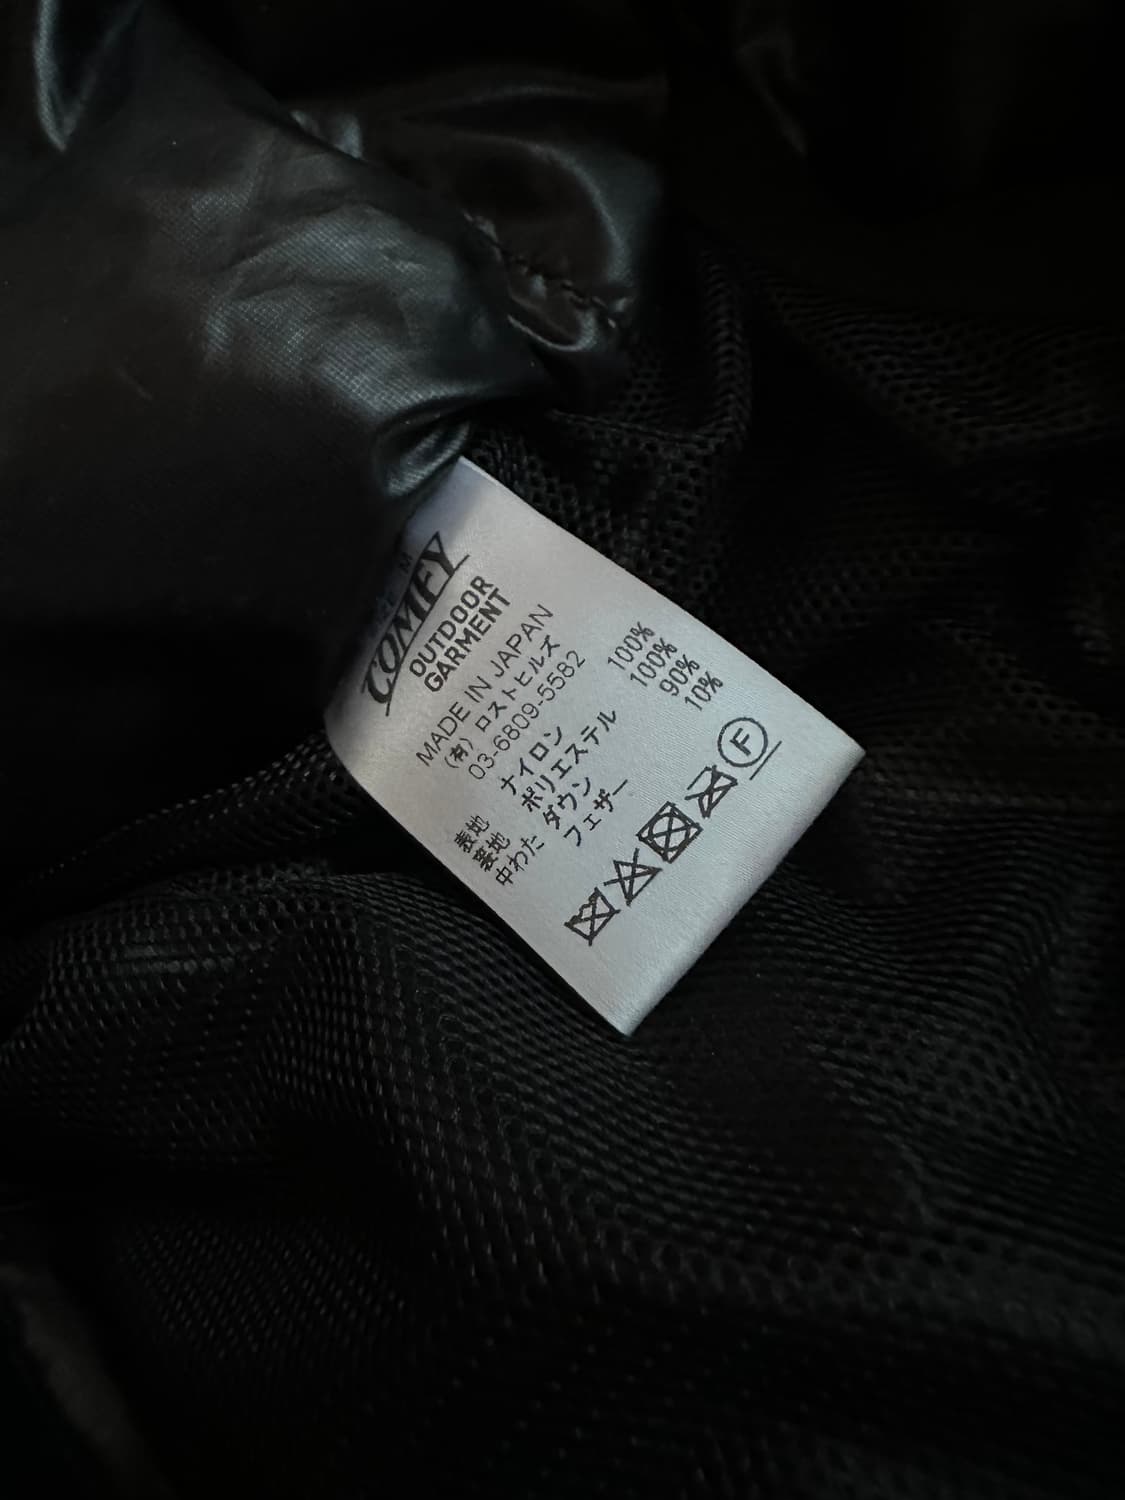 M
COMFY
OUTDOOR
GARMENT
MADE IN JAPAN
(有) ロストヒルズ
03-6809-5582
表地 ナイロン 100%
裏地 ポリエステル 100%
中わた ダウン 90%
フェザー 10%
F